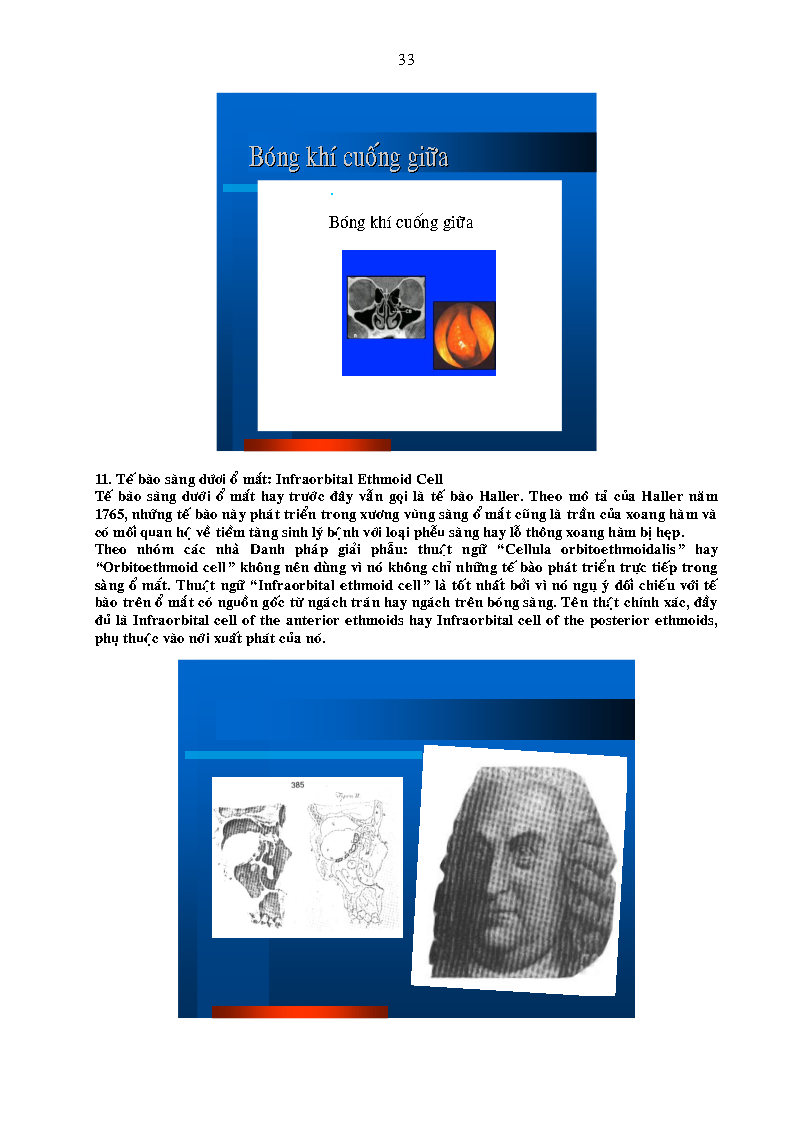 33
Bóng khí cuống giữa
Bóng khí cuống giữa
CB
11. Tế bào sàng dưới ổ mắt: Infraorbital Ethmoid Cell
Tế bào sàng dưới ổ mắt hay trước đây vẫn gọi là tế bào Haller. Theo mô tả của Haller năm
1765, những tế bào này phát triển trong xương vùng sàng ổ mắt cũng là trần của xoang hàm và
có mối quan hệ về tiềm tàng sinh lý bệnh với loại phễu sàng hay lỗ thông xoang hàm bị hẹp.
Theo nhóm các nhà Danh pháp giải phẫu: thuật ngữ “Cellula orbitoethmoidalis” hay
“Orbitoethmoid cell” không nên dùng vì nó không chỉ những tế bào phát triển trực tiếp trong
sàng ổ mắt. Thuật ngữ “Infraorbital ethmoid cell” là tốt nhất bởi vì nó ngụ ý đối chiếu với tế
bào trên ổ mắt có nguồn gốc từ ngách trán hay ngách trên bóng sàng. Tên thật chính xác, đầy
đủ là Infraorbital cell of the anterior ethmoids hay Infraorbital cell of the posterior ethmoids,
phụ thuộc vào nơi xuất phát của nó.
385
Figura II.